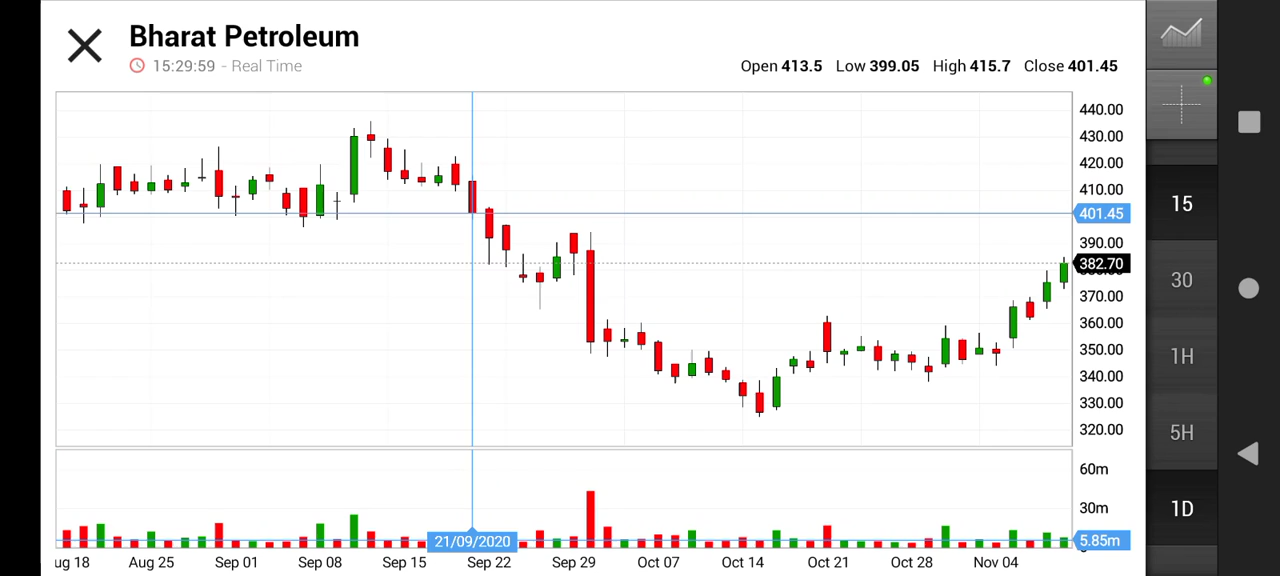 Bharat Petroleum
15:29:59 - Real Time
Open 413.5 Low 399.05 High 415.7 Close 401.45
440.00
430.00
420.00
410.00
401.45
390.00
382.70
370.00
360.00
350.00
340.00
330.00
320.00
60m
30m
5.85m
21/09/2020
ug 18 Aug 25 Sep 01 Sep 08 Sep 15 Sep 22 Sep 29 Oct 07 Oct 14 Oct 21 Oct 28 Nov 04
15
30
1H
5H
1D